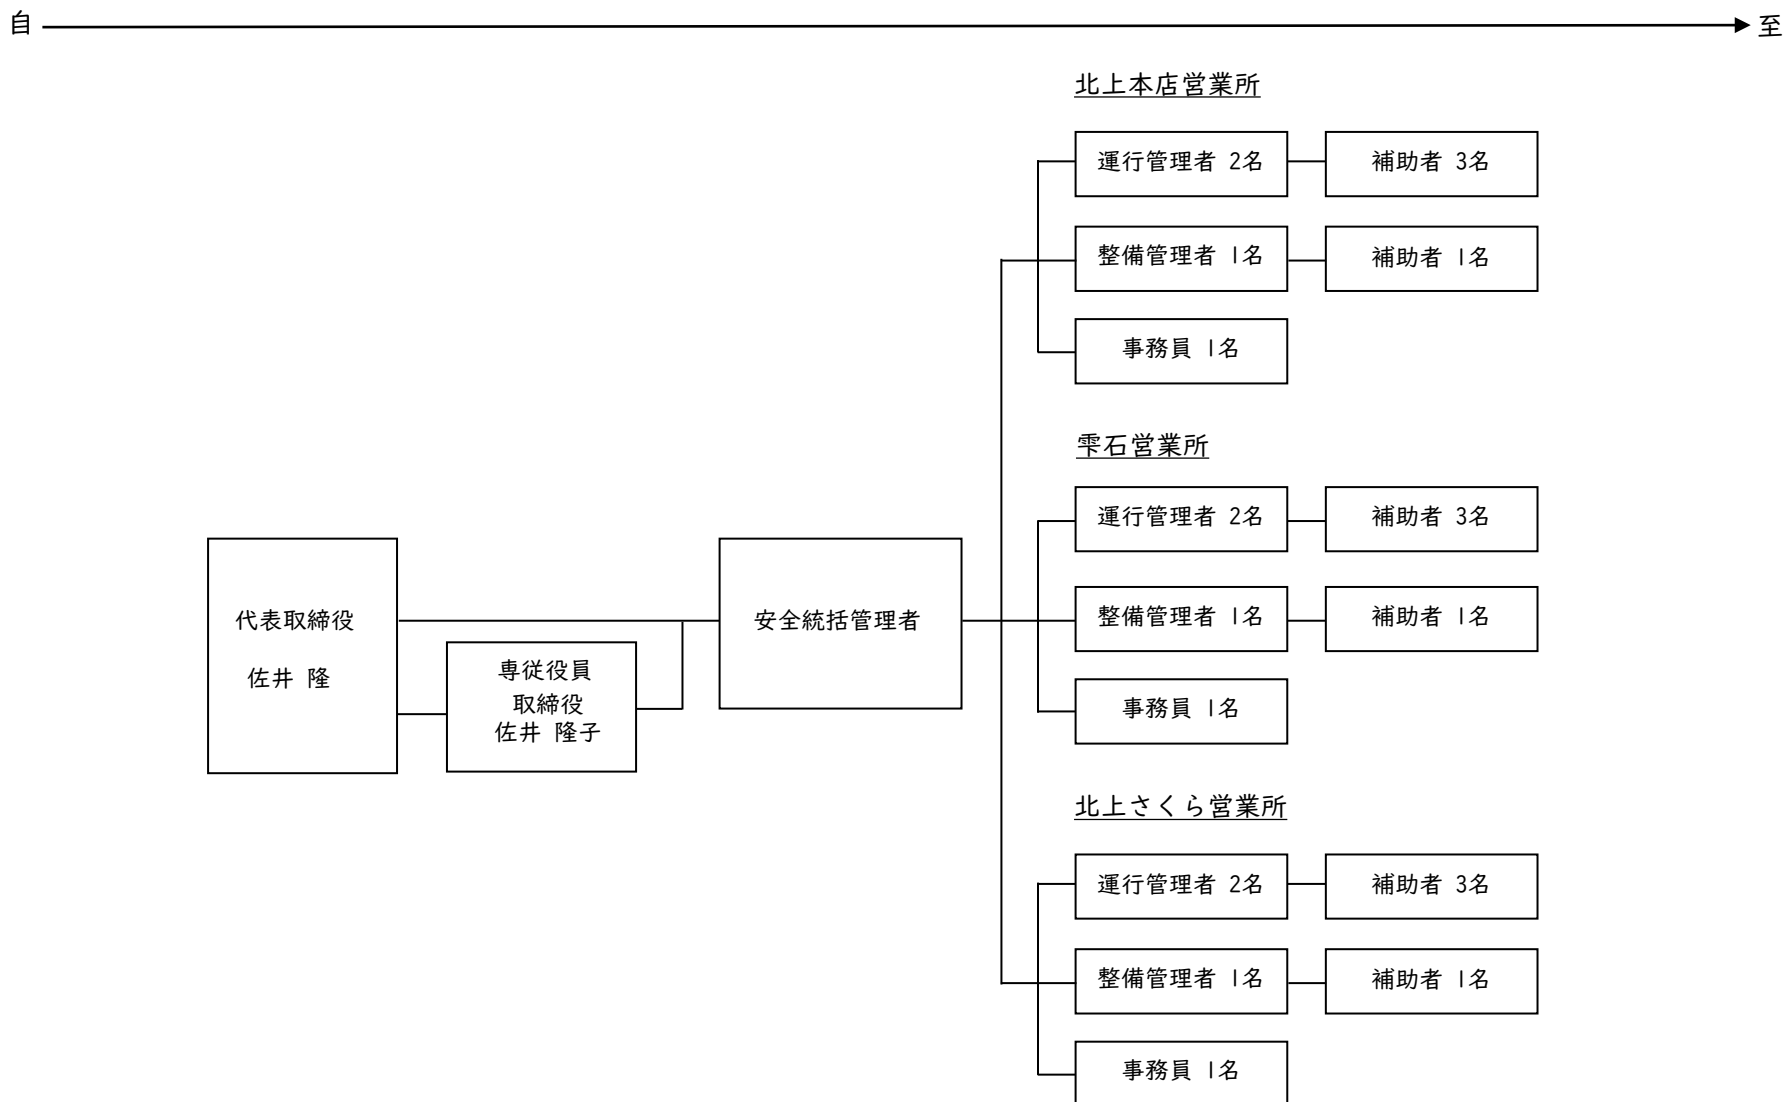 自 至
北上本店営業所
運行管理者 2名 補助者 3名
整備管理者 1名 補助者 1名
事務員 1名
雫石営業所
運行管理者 2名 補助者 3名
整備管理者 1名 補助者 1名
事務員 1名
代表取締役
佐井 隆
専従役員
取締役
佐井 隆子
安全統括管理者
北上さくら営業所
運行管理者 2名 補助者 3名
整備管理者 1名 補助者 1名
事務員 1名